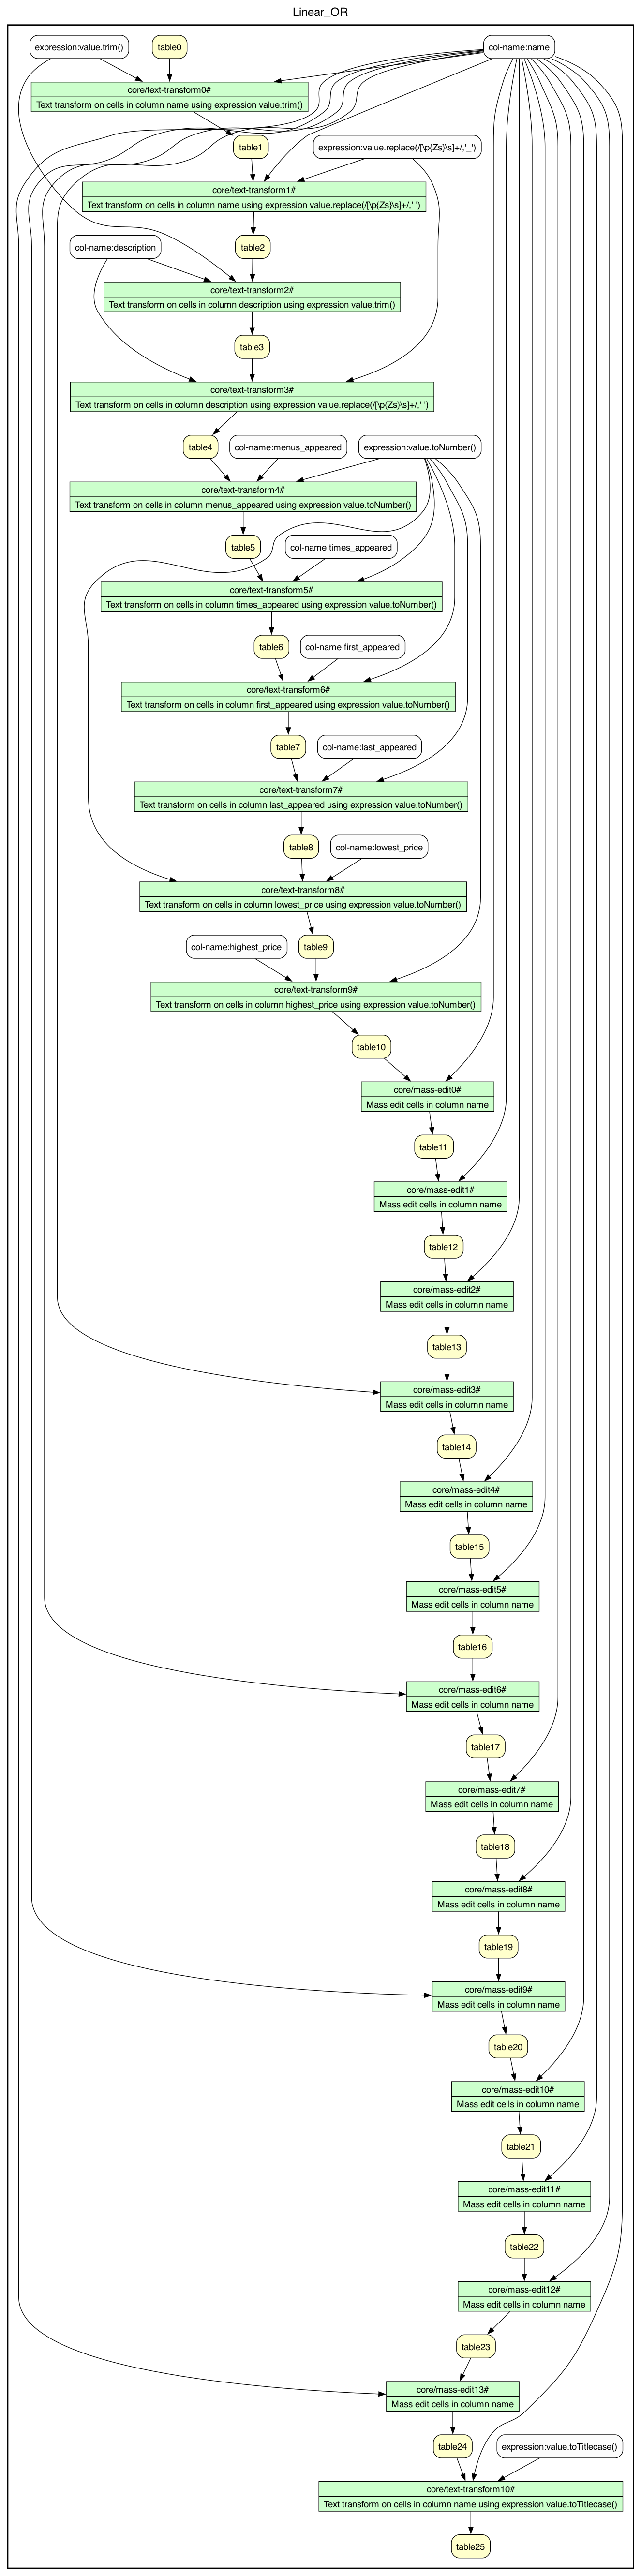 Linear_OR
expression:value.trim()
table0
col-name:name
core/text-transform0#
Text transform on cells in column name using expression value.trim()
table1
expression:value.replace(/[\p{Zs}\s]+/,'_')
core/text-transform1#
Text transform on cells in column name using expression value.replace(/[\p{Zs}\s]+/,' ')
col-name:description
table2
core/text-transform2#
Text transform on cells in column description using expression value.trim()
table3
core/text-transform3#
Text transform on cells in column description using expression value.replace(/[\p{Zs}\s]+/,' ')
table4
col-name:menus_appeared
expression:value.toNumber()
core/text-transform4#
Text transform on cells in column menus_appeared using expression value.toNumber()
table5
col-name:times_appeared
core/text-transform5#
Text transform on cells in column times_appeared using expression value.toNumber()
table6
col-name:first_appeared
core/text-transform6#
Text transform on cells in column first_appeared using expression value.toNumber()
table7
col-name:last_appeared
core/text-transform7#
Text transform on cells in column last_appeared using expression value.toNumber()
table8
col-name:lowest_price
core/text-transform8#
Text transform on cells in column lowest_price using expression value.toNumber()
col-name:highest_price
table9
core/text-transform9#
Text transform on cells in column highest_price using expression value.toNumber()
table10
core/mass-edit0#
Mass edit cells in column name
table11
core/mass-edit1#
Mass edit cells in column name
table12
core/mass-edit2#
Mass edit cells in column name
table13
core/mass-edit3#
Mass edit cells in column name
table14
core/mass-edit4#
Mass edit cells in column name
table15
core/mass-edit5#
Mass edit cells in column name
table16
core/mass-edit6#
Mass edit cells in column name
table17
core/mass-edit7#
Mass edit cells in column name
table18
core/mass-edit8#
Mass edit cells in column name
table19
core/mass-edit9#
Mass edit cells in column name
table20
core/mass-edit10#
Mass edit cells in column name
table21
core/mass-edit11#
Mass edit cells in column name
table22
core/mass-edit12#
Mass edit cells in column name
table23
core/mass-edit13#
Mass edit cells in column name
table24
expression:value.toTitlecase()
core/text-transform10#
Text transform on cells in column name using expression value.toTitlecase()
table25